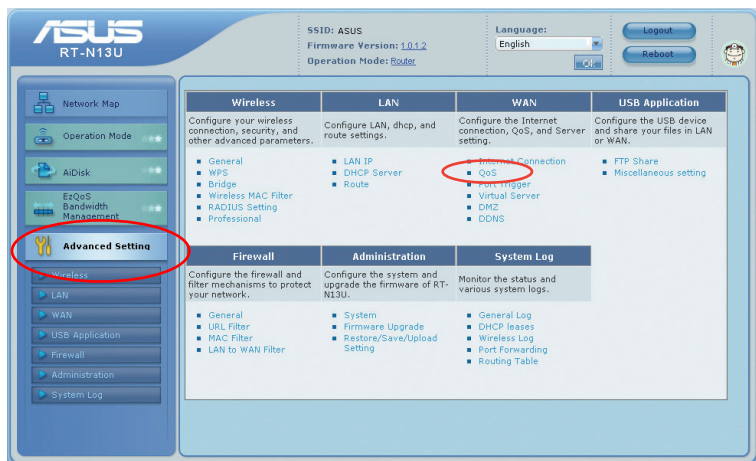 ASUS
RT-N13U
SSID: ASUS
Firmware Version: 1.0.1.2
Operation Mode: Router
Language:
English
OK
Logout
Reboot
Network Map
Operation Mode
AiDisk
EzQoS
Bandwidth
Management
Advanced Setting
Wireless
LAN
WAN
USB Application
Firewall
Administration
System Log
Wireless
Configure your wireless
connection, security, and
other advanced parameters.
General
WPS
Bridge
Wireless MAC Filter
RADIUS Setting
Professional
LAN
Configure LAN, dhcp, and
route settings.
LAN IP
DHCP Server
Route
WAN
Configure the Internet
connection, QoS, and Server
setting.
Internet Connection
QoS
Port Trigger
Virtual Server
DMZ
DDNS
USB Application
Configure the USB device
and share your files in LAN
or WAN.
FTP Share
Miscellaneous setting
Firewall
Configure the firewall and
filter mechanisms to protect
your network.
General
URL Filter
MAC Filter
LAN to WAN Filter
Administration
Configure the system and
upgrade the firmware of RT-
N13U.
System
Firmware Upgrade
Restore/Save/Upload
Setting
System Log
Monitor the status and
various system logs.
General Log
DHCP leases
Wireless Log
Port Forwarding
Routing Table